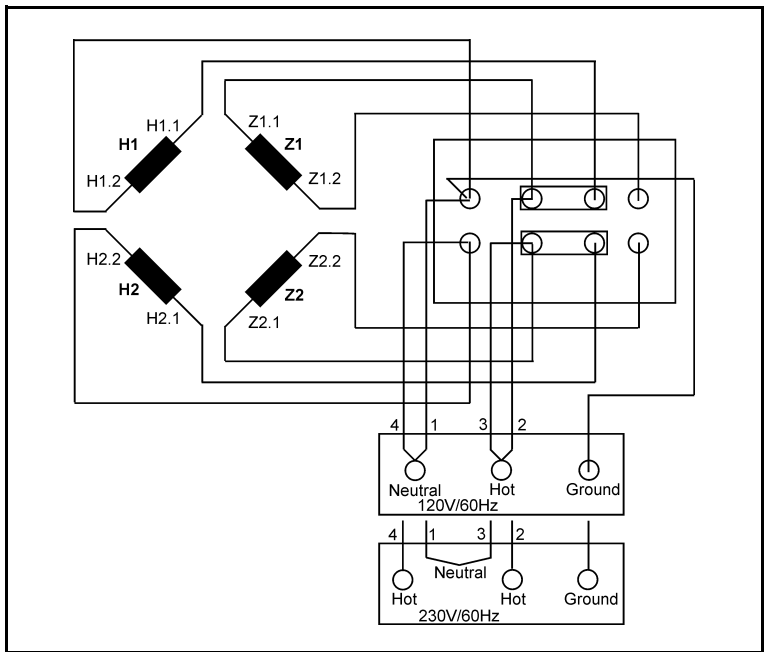 H1.1
H1
H1.2
Z1.1
Z1
Z1.2
H2.2
H2
H2.1
Z2.2
Z2
Z2.1
4 1 3 2
Neutral Hot Ground
120V/60Hz
4 1 3 2
Neutral
Hot Hot Ground
230V/60Hz